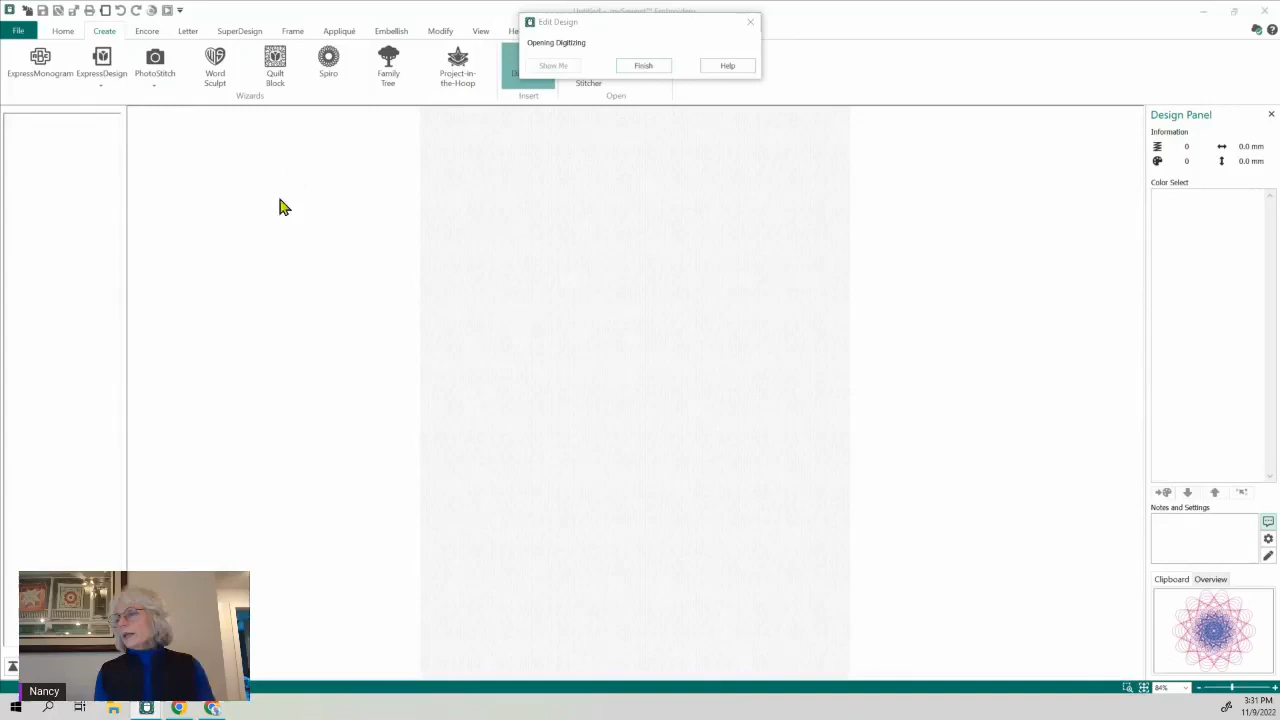 Untitled - mySewnet™ Embroidery
Edit Design
Opening Digitizing
Show Me
Finish
Help
File
Home
Create
Encore
Letter
SuperDesign
Frame
Appliqué
Embellish
Modify
View
ExpressMonogram
ExpressDesign
PhotoStitch
Word Sculpt
Quilt Block
Spiro
Family Tree
Project-in-the-Hoop
Stitcher
Wizards
Insert
Open
Design Panel
Information
0
0.0 mm
0
0.0 mm
Color Select
Notes and Settings
Clipboard
Overview
Nancy
84%
3:31 PM
11/9/2022